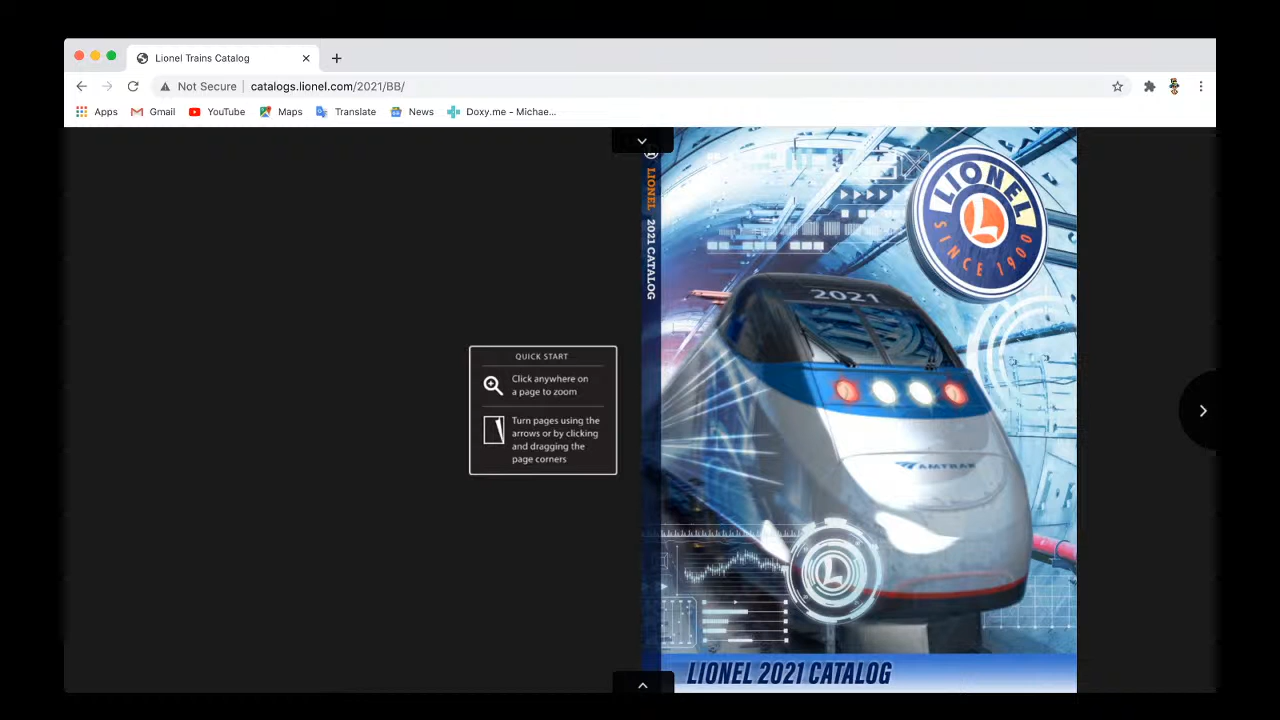 Lionel Trains Catalog
Not Secure catalogs.lionel.com/2021/BB/
Apps Gmail YouTube Maps Translate News Doxy.me - Michae...
LIONEL 2021 CATALOG
LIONEL
L
SINCE 1900
2021
QUICK START
Click anywhere on
a page to zoom
Turn pages using the
arrows or by clicking
and dragging the
page corners
AMTRAK
L
LIONEL 2021 CATALOG